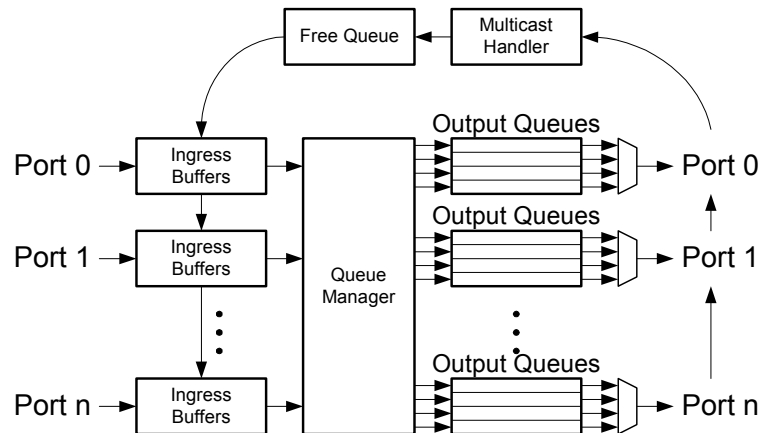 Free Queue
Multicast
Handler
Output Queues
Port 0
Ingress
Buffers
Port 0
Output Queues
Port 1
Ingress
Buffers
Port 1
Queue
Manager
Output Queues
Port n
Ingress
Buffers
Port n